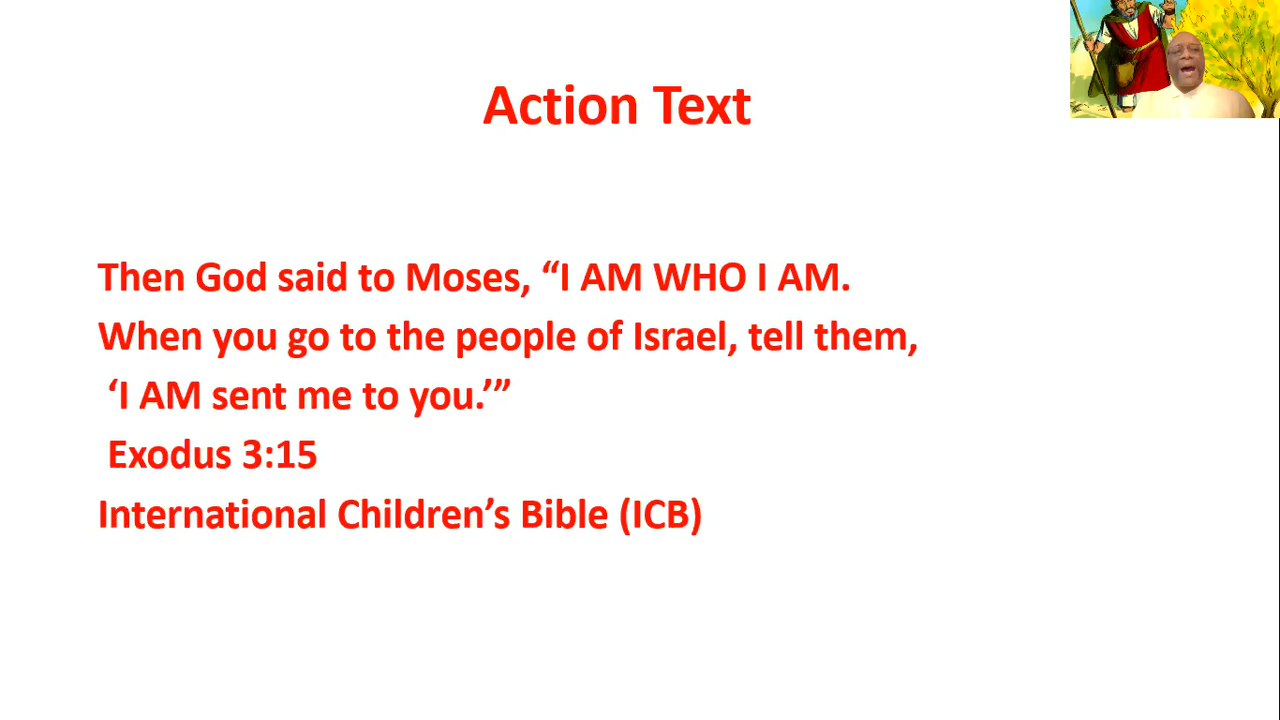 Action Text
Then God said to Moses, “I AM WHO I AM.
When you go to the people of Israel, tell them,
‘I AM sent me to you.’”
Exodus 3:15
International Children’s Bible (ICB)